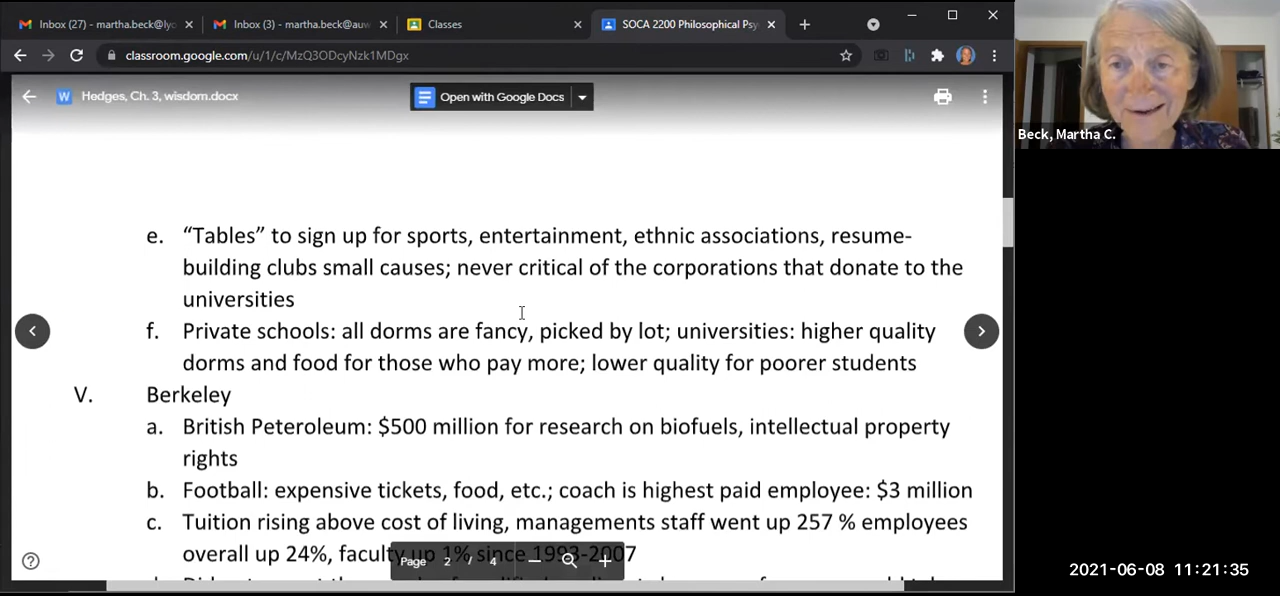 Inbox (27) - martha.beck@lyo
Inbox (3) - martha.beck@auw
Classes
SOCA 2200 Philosophical Psy
classroom.google.com/u/1/c/MzQ3ODcyNzk1MDgx
Hedges, Ch. 3, wisdom.docx
Open with Google Docs
Beck, Martha C.
e. “Tables” to sign up for sports, entertainment, ethnic associations, resume-
building clubs small causes; never critical of the corporations that donate to the
universities
f. Private schools: all dorms are fancy, picked by lot; universities: higher quality
dorms and food for those who pay more; lower quality for poorer students
V. Berkeley
a. British Peteroleum: $500 million for research on biofuels, intellectual property
rights
b. Football: expensive tickets, food, etc.; coach is highest paid employee: $3 million
c. Tuition rising above cost of living, managements staff went up 257 % employees
overall up 24%, faculty up 1% since 1993-2007
Page 2 / 4
2021-06-08 11:21:35